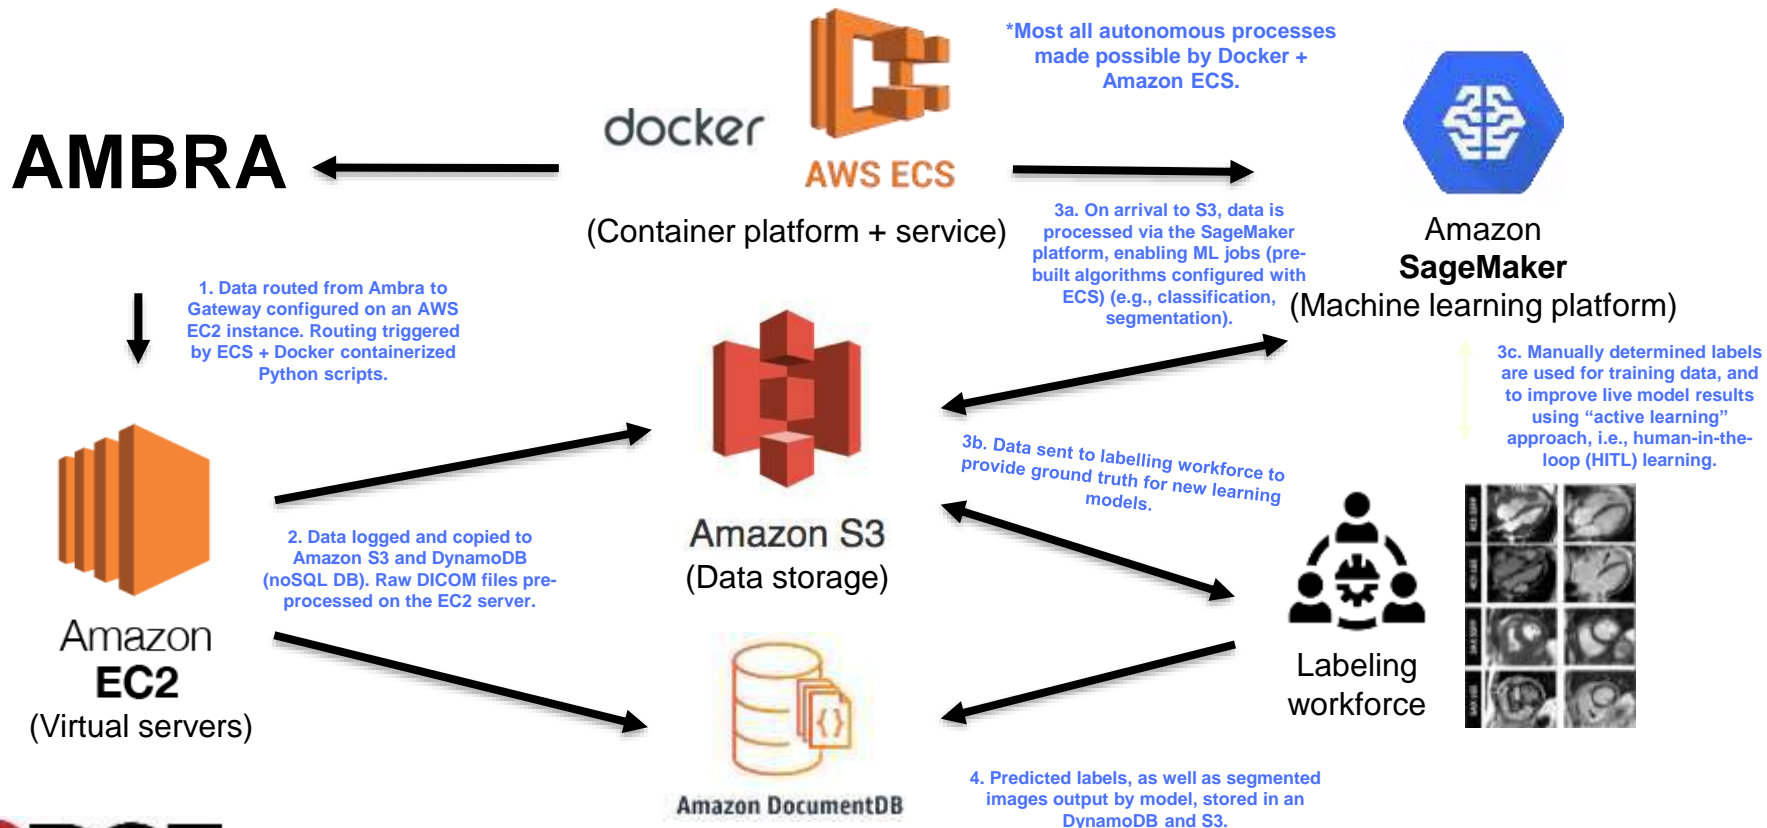 *Most all autonomous processes
made possible by Docker +
Amazon ECS.
docker
AWS ECS
(Container platform + service)
AMBRA
3a. On arrival to S3, data is
processed via the SageMaker
platform, enabling ML jobs (pre-
built algorithms configured with
ECS) (e.g., classification,
segmentation).
Amazon
SageMaker
(Machine learning platform)
1. Data routed from Ambra to
Gateway configured on an AWS
EC2 instance. Routing triggered
by ECS + Docker containerized
Python scripts.
3c. Manually determined labels
are used for training data, and
to improve live model results
using “active learning”
approach, i.e., human-in-the-
loop (HITL) learning.
3b. Data sent to labelling workforce to
provide ground truth for new learning
models.
Amazon S3
(Data storage)
2. Data logged and copied to
Amazon S3 and DynamoDB
(noSQL DB). Raw DICOM files pre-
processed on the EC2 server.
Amazon
EC2
(Virtual servers)
Labeling
workforce
Amazon DocumentDB
4. Predicted labels, as well as segmented
images output by model, stored in an
DynamoDB and S3.